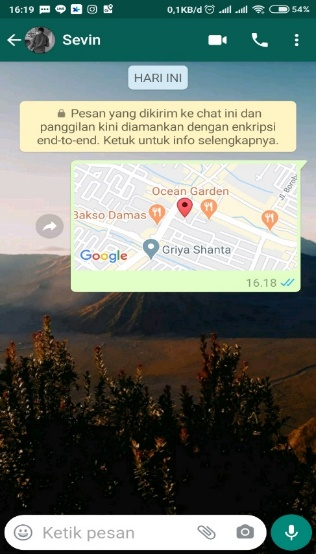 16:19 0,1KB/d 54%
Sevin
HARI INI
Pesan yang dikirim ke chat ini dan
panggilan kini diamankan dengan enkripsi
end-to-end. Ketuk untuk info selengkapnya.
Ocean Garden
Bakso Damas
Griya Shanta
Google
16.18
Ketik pesan